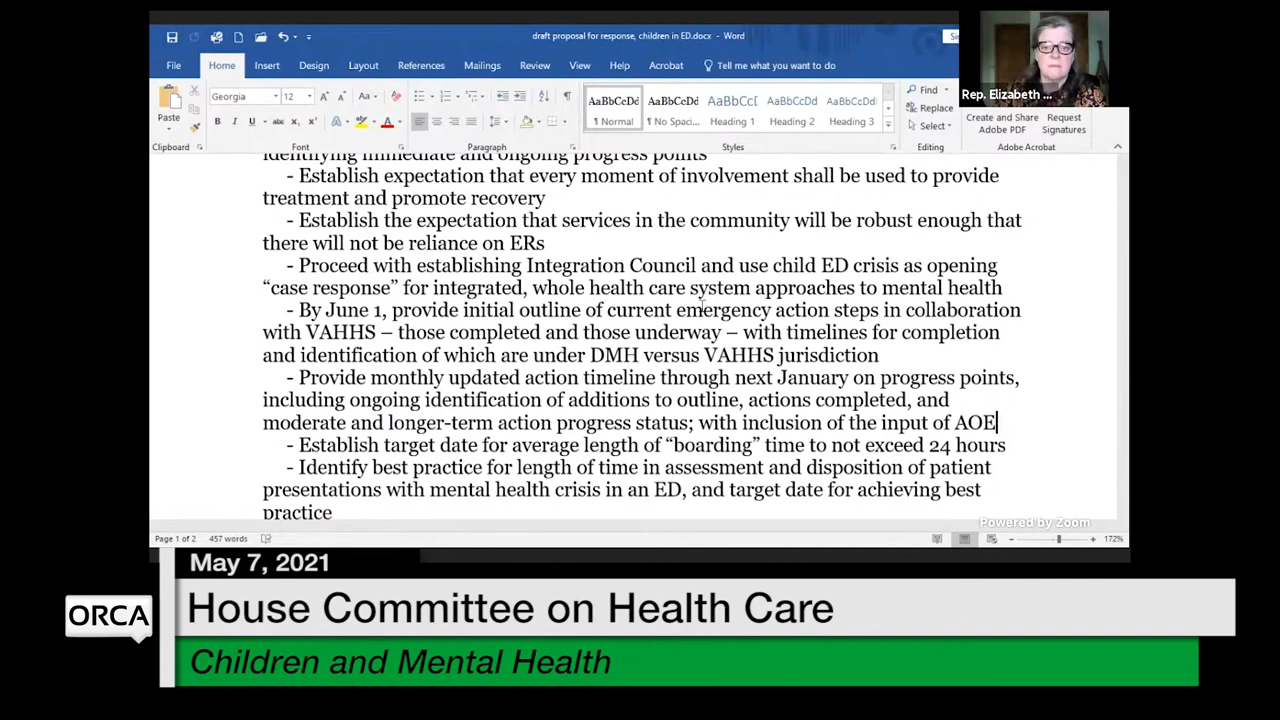 draft proposal for response, children in ED.docx - Word
File Home Insert Design Layout References Mailings Review View Help Acrobat Tell me what you want to do
Rep. Elizabeth ...
Georgia 12
Paste
Clipboard
Font
Paragraph
AaBbCcDd AaBbCcDd AaBbCc AaBbCcDd AaBbCcDd
¶ Normal ¶ No Spaci... Heading 1 Heading 2 Heading 3
Styles
Find
Replace
Select
Editing
Create and Share Adobe PDF
Request Signatures
Adobe Acrobat
identifying immediate and ongoing progress points
- Establish expectation that every moment of involvement shall be used to provide
treatment and promote recovery
- Establish the expectation that services in the community will be robust enough that
there will not be reliance on ERs
- Proceed with establishing Integration Council and use child ED crisis as opening
“case response” for integrated, whole health care system approaches to mental health
- By June 1, provide initial outline of current emergency action steps in collaboration
with VAHHS – those completed and those underway – with timelines for completion
and identification of which are under DMH versus VAHHS jurisdiction
- Provide monthly updated action timeline through next January on progress points,
including ongoing identification of additions to outline, actions completed, and
moderate and longer-term action progress status; with inclusion of the input of AOE
- Establish target date for average length of “boarding” time to not exceed 24 hours
- Identify best practice for length of time in assessment and disposition of patient
presentations with mental health crisis in an ED, and target date for achieving best
practice
Powered by Zoom
Page 1 of 2 457 words
172%
May 7, 2021
ORCA
House Committee on Health Care
Children and Mental Health